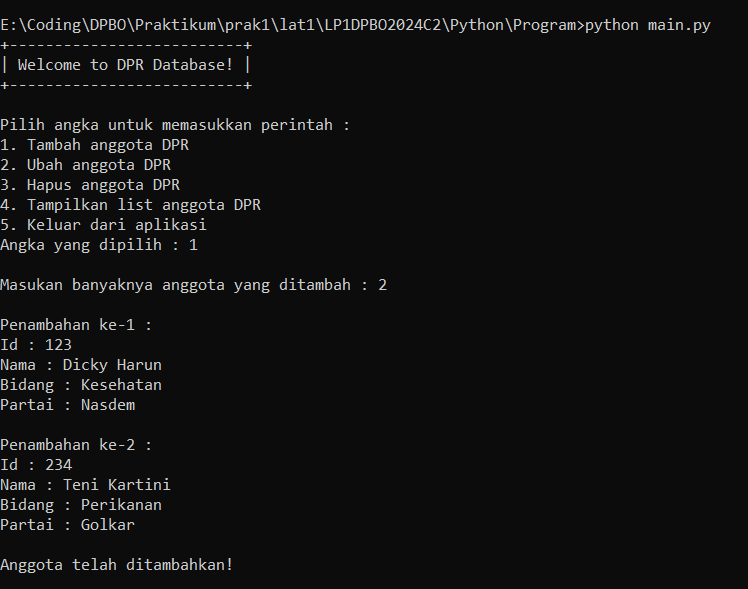 E:\Coding\DPBO\Praktikum\prak1\lat1\LP1DPBO2024C2\Python\Program>python main.py
+--------------------------+
| Welcome to DPR Database! |
+--------------------------+
Pilih angka untuk memasukkan perintah :
1. Tambah anggota DPR
2. Ubah anggota DPR
3. Hapus anggota DPR
4. Tampilkan list anggota DPR
5. Keluar dari aplikasi
Angka yang dipilih : 1
Masukan banyaknya anggota yang ditambah : 2
Penambahan ke-1 :
Id : 123
Nama : Dicky Harun
Bidang : Kesehatan
Partai : Nasdem
Penambahan ke-2 :
Id : 234
Nama : Teni Kartini
Bidang : Perikanan
Partai : Golkar
Anggota telah ditambahkan!